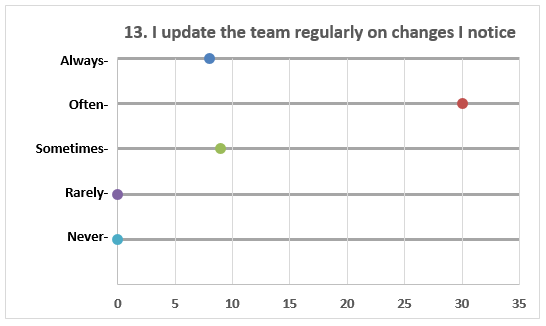 13. I update the team regularly on changes I notice
Always-
Often-
Sometimes-
Rarely-
Never-
0 5 10 15 20 25 30 35